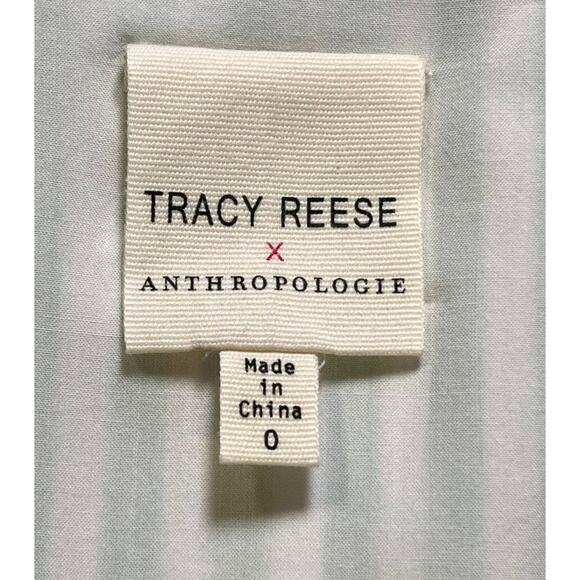 TRACY REESE
X
ANTHROPOLOGIE
Made
in
China
0